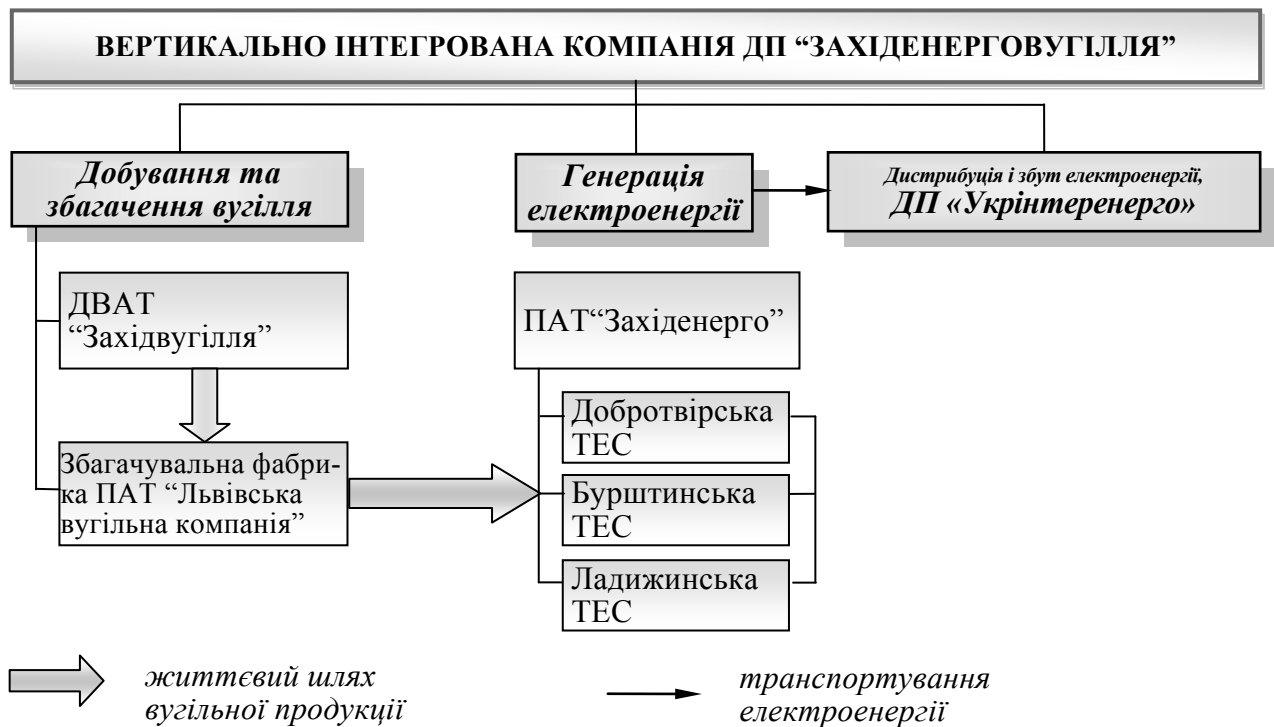 ВЕРТИКАЛЬНО ІНТЕГРОВАНА КОМПАНІЯ ДП “ЗАХІДЕНЕРГОВУГІЛЛЯ”
Добування та
збагачення вугілля
Генерація
електроенергії
Дистрибуція і збут електроенергії,
ДП «Укрінтеренерго»
ДВАТ
“Західвугілля”
ПАТ“Західенерго”
Добротвірська
ТЕС
Збагачувальна фабри-
ка ПАТ “Львівська
вугільна компанія”
Бурштинська
ТЕС
Ладижинська
ТЕС
життєвий шлях
вугільної продукції
транспортування
електроенергії